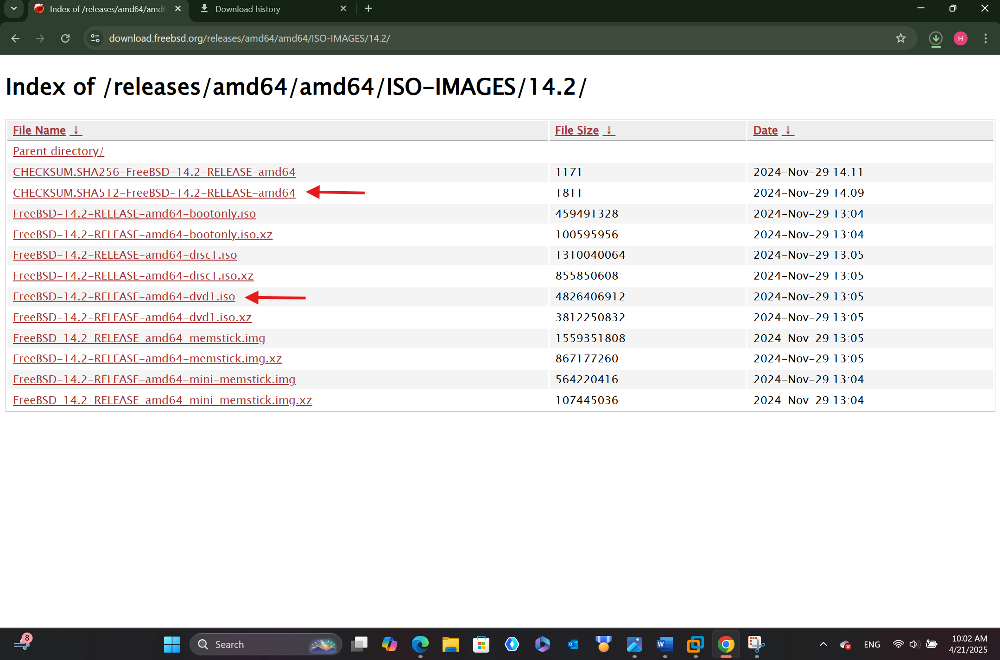 Index of /releases/amd64/amd6
Download history
download.freebsd.org/releases/amd64/amd64/ISO-IMAGES/14.2/
H
Index of /releases/amd64/amd64/ISO-IMAGES/14.2/
File Name ↓ File Size ↓ Date ↓
Parent directory/ - -
CHECKSUM.SHA256-FreeBSD-14.2-RELEASE-amd64 1171 2024-Nov-29 14:11
CHECKSUM.SHA512-FreeBSD-14.2-RELEASE-amd64 1811 2024-Nov-29 14:09
FreeBSD-14.2-RELEASE-amd64-bootonly.iso 459491328 2024-Nov-29 13:04
FreeBSD-14.2-RELEASE-amd64-bootonly.iso.xz 100595956 2024-Nov-29 13:04
FreeBSD-14.2-RELEASE-amd64-disc1.iso 1310040064 2024-Nov-29 13:05
FreeBSD-14.2-RELEASE-amd64-disc1.iso.xz 855850608 2024-Nov-29 13:05
FreeBSD-14.2-RELEASE-amd64-dvd1.iso 4826406912 2024-Nov-29 13:05
FreeBSD-14.2-RELEASE-amd64-dvd1.iso.xz 3812250832 2024-Nov-29 13:05
FreeBSD-14.2-RELEASE-amd64-memstick.img 1559351808 2024-Nov-29 13:05
FreeBSD-14.2-RELEASE-amd64-memstick.img.xz 867177260 2024-Nov-29 13:05
FreeBSD-14.2-RELEASE-amd64-mini-memstick.img 564220416 2024-Nov-29 13:04
FreeBSD-14.2-RELEASE-amd64-mini-memstick.img.xz 107445036 2024-Nov-29 13:04
8
Search
W
ENG
10:02 AM
4/21/2025